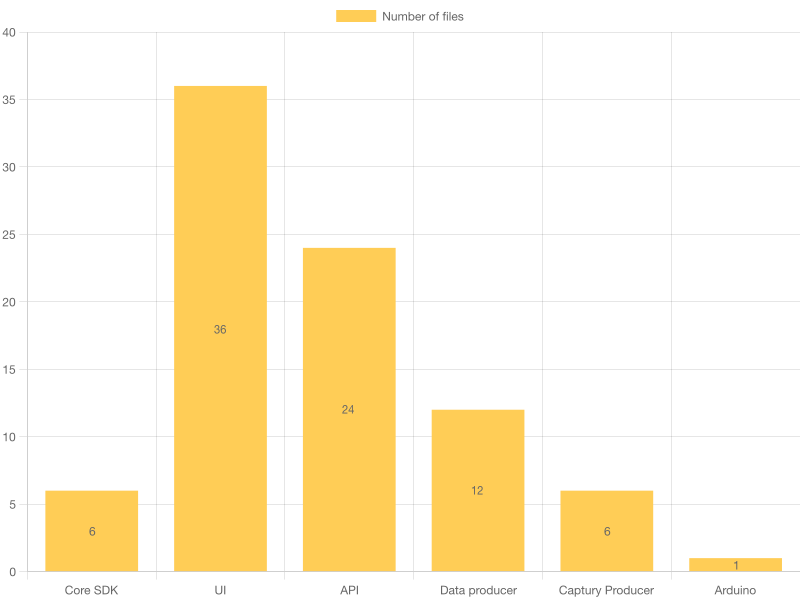 Number of files
40
35
30
25
20
15
10
5
0
6
36
24
12
6
1
Core SDK
UI
API
Data producer
Captury Producer
Arduino